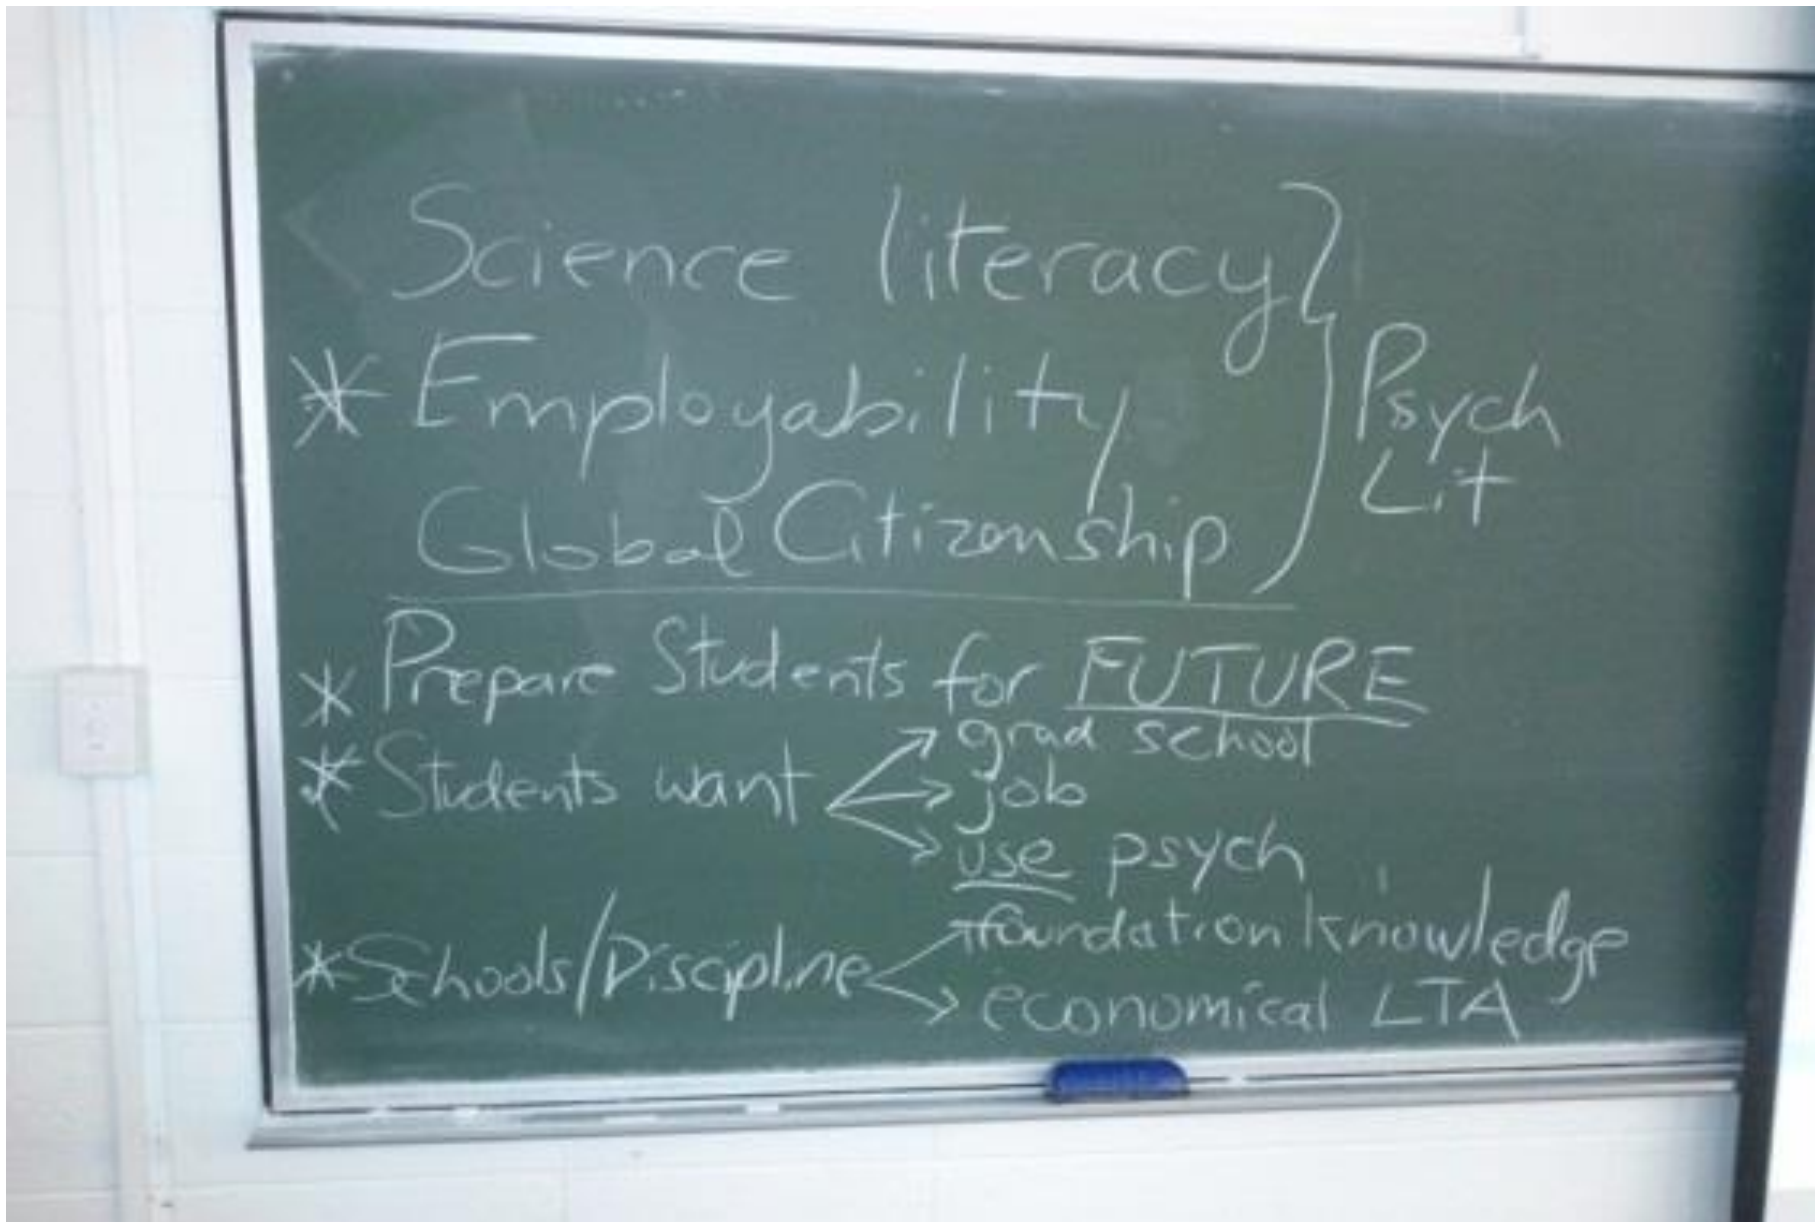 Science literacy
* Employability
Global Citizenship
Psych
Lit
* Prepare Students for FUTURE
* Students want
grad school
job
use psych
* Schools/Discipline
foundation knowledge
economical LTA